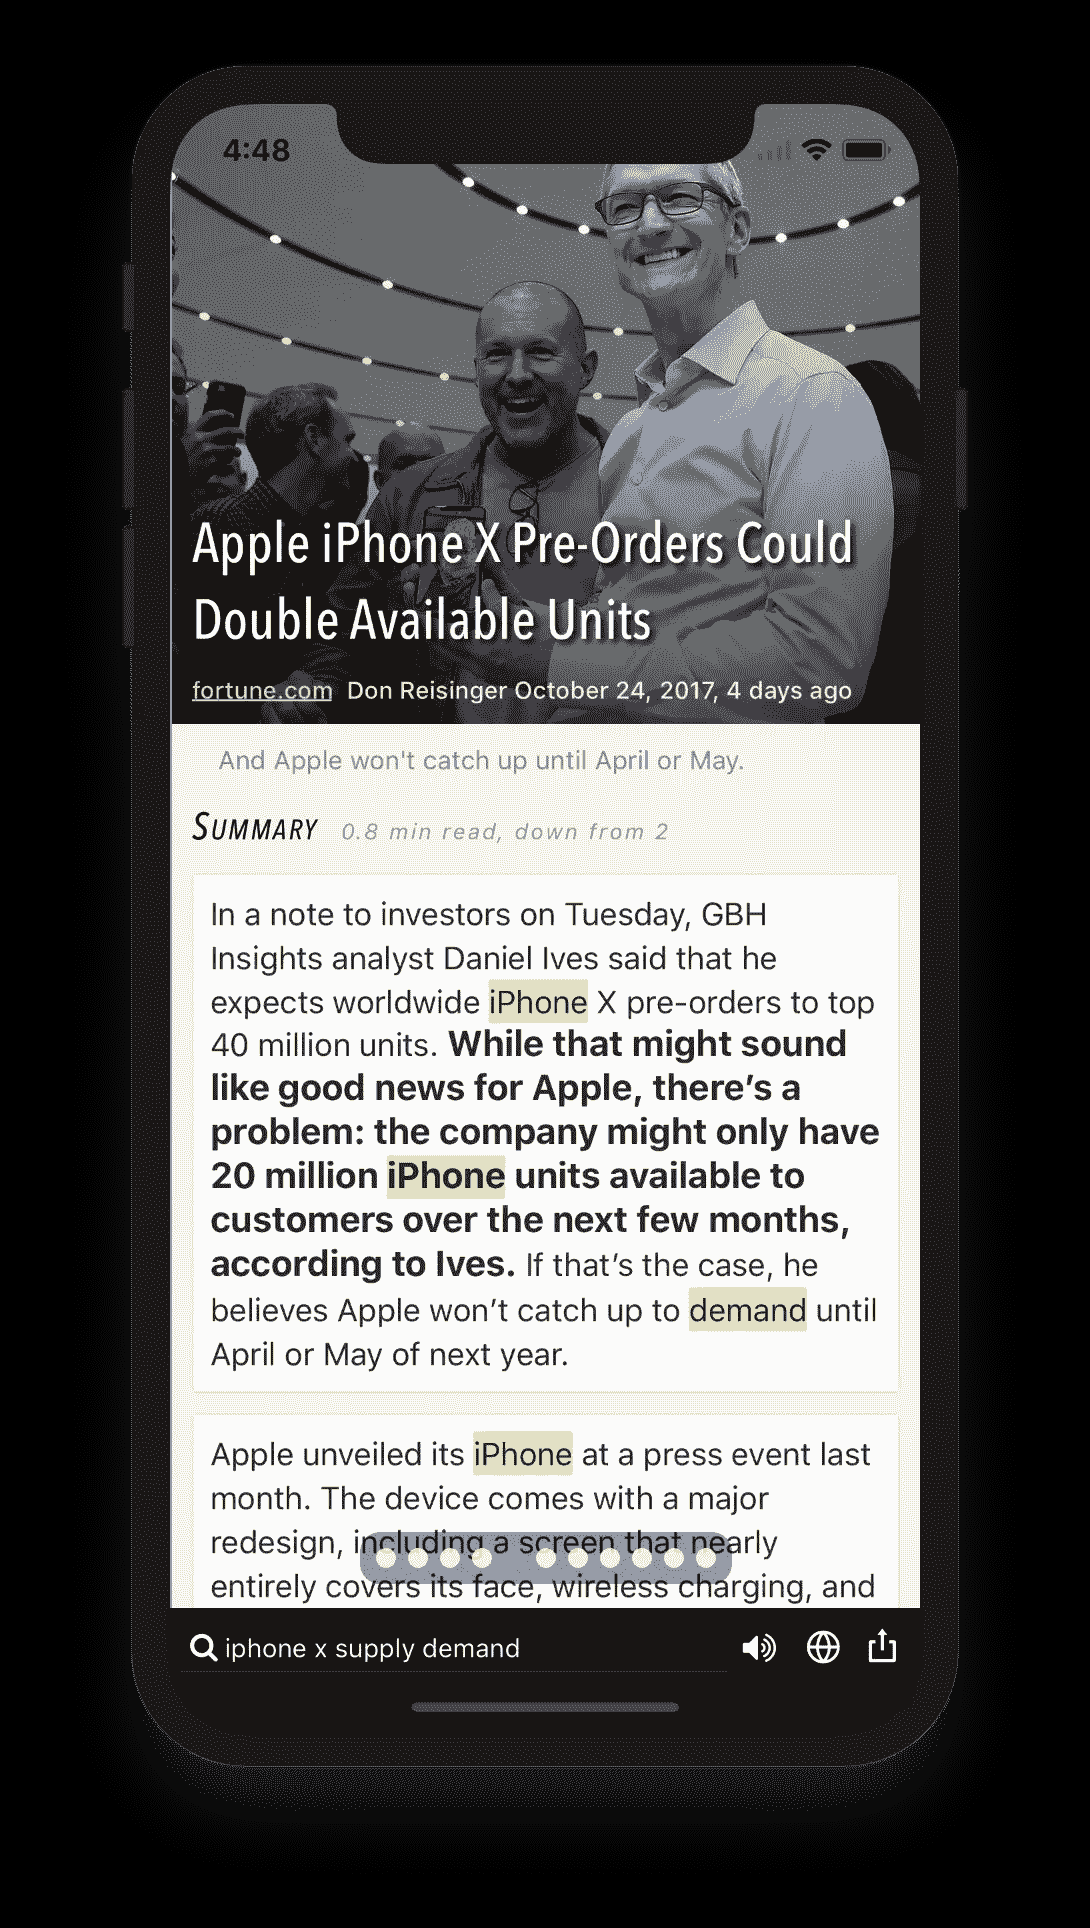 4:48
Apple iPhone X Pre-Orders Could
Double Available Units
fortune.com Don Reisinger October 24, 2017, 4 days ago
And Apple won't catch up until April or May.
SUMMARY 0.8 min read, down from 2
In a note to investors on Tuesday, GBH
Insights analyst Daniel Ives said that he
expects worldwide iPhone X pre-orders to top
40 million units. While that might sound
like good news for Apple, there’s a
problem: the company might only have
20 million iPhone units available to
customers over the next few months,
according to Ives. If that’s the case, he
believes Apple won’t catch up to demand until
April or May of next year.
Apple unveiled its iPhone at a press event last
month. The device comes with a major
redesign, including a screen that nearly
entirely covers its face, wireless charging, and
iphone x supply demand